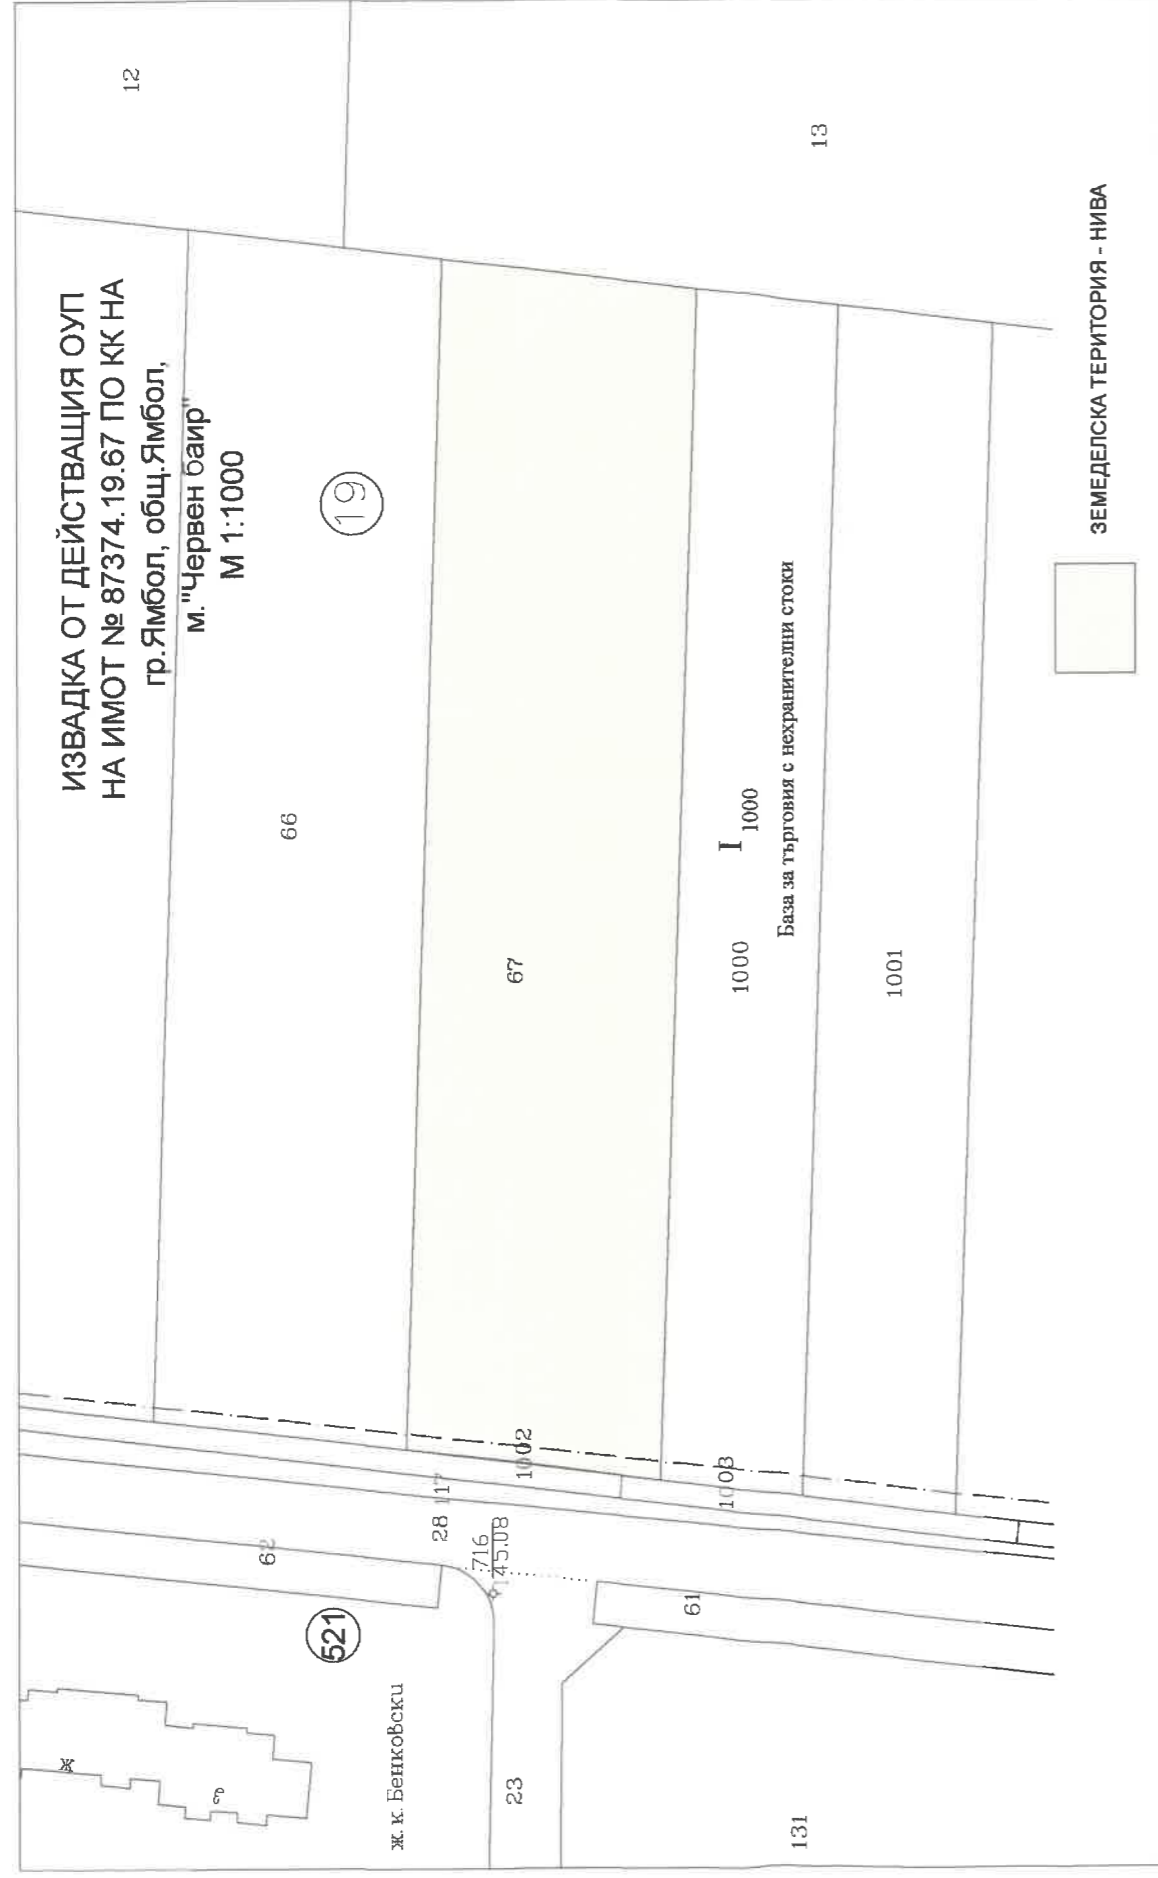 ИЗВАДКА ОТ ДЕЙСТВАЩИЯ ОУП
НА ИМОТ № 87374.19.67 ПО КК НА
гр.Ямбол, общ.Ямбол,
м."Червен баир"
М 1:1000
12
13
66
19
67
I 1000
1000
База за търговия с нехранителни стоки
1001
1002
1003
117
28
62
716
145.08
61
521
ж
ж.к. Бенковски
23
131
ЗЕМЕДЕЛСКА ТЕРИТОРИЯ - НИВА